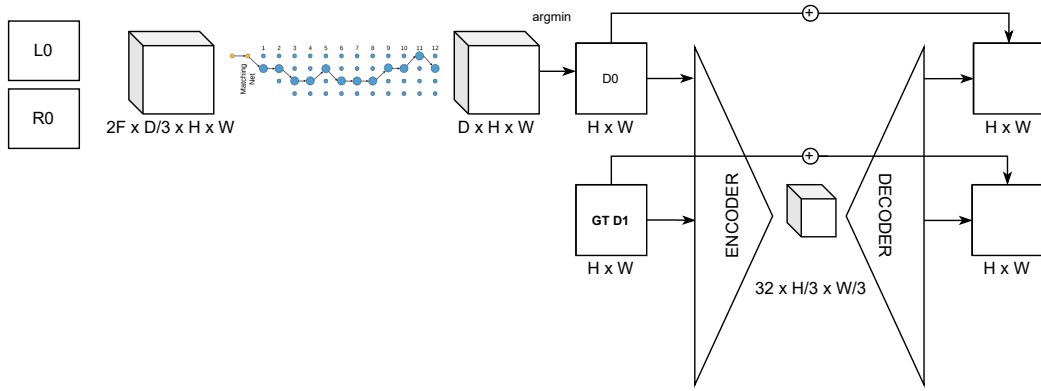 L0
R0
2F x D/3 x H x W
Matching
Net
1 2 3 4 5 6 7 8 9 10 11 12
D x H x W
argmin
D0
H x W
GT D1
H x W
+
+
ENCODER
32 x H/3 x W/3
DECODER
H x W
H x W